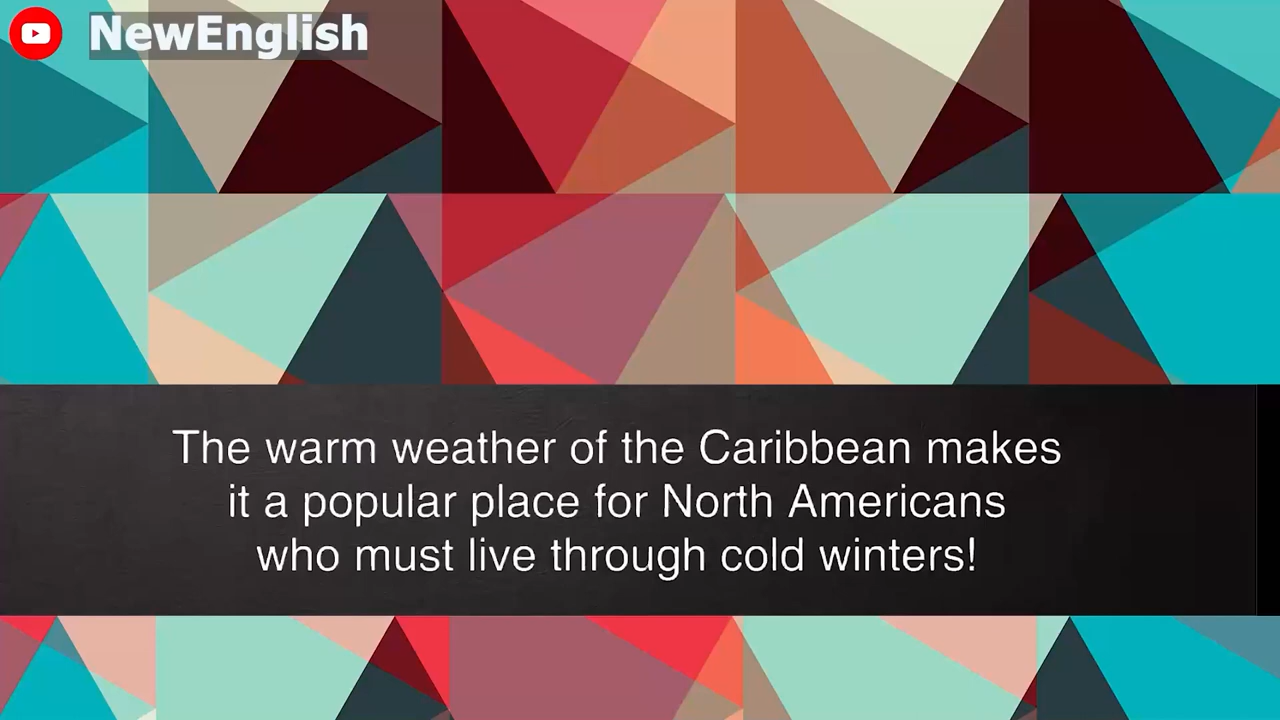 NewEnglish
The warm weather of the Caribbean makes
it a popular place for North Americans
who must live through cold winters!